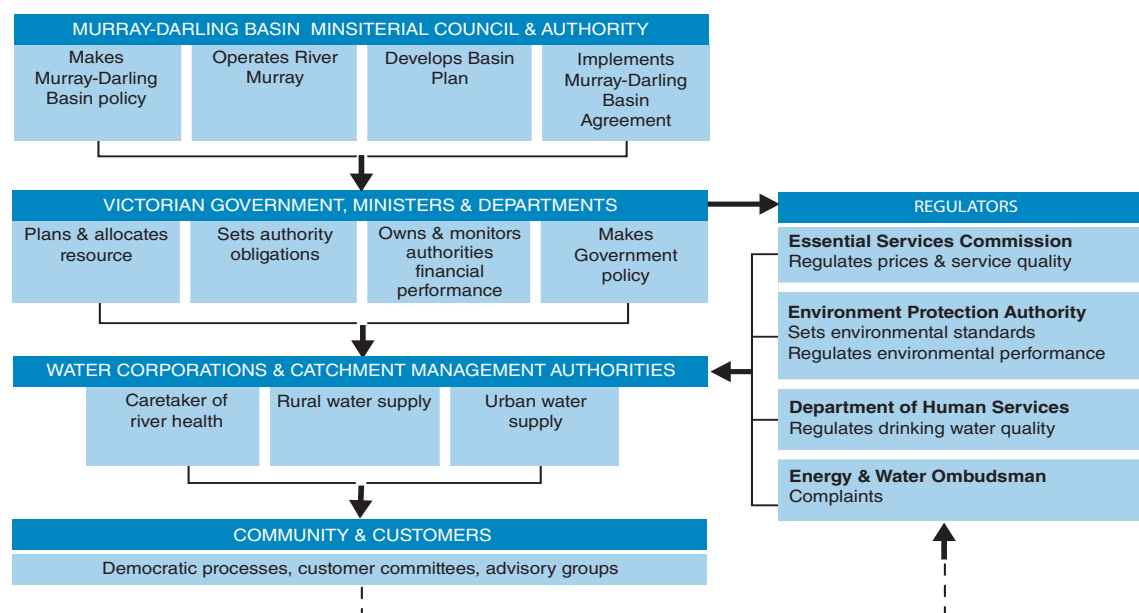 MURRAY-DARLING BASIN MINSITERIAL COUNCIL & AUTHORITY
Makes
Murray-Darling
Basin policy
Operates River
Murray
Develops Basin
Plan
Implements
Murray-Darling
Basin
Agreement
VICTORIAN GOVERNMENT, MINISTERS & DEPARTMENTS
Plans & allocates
resource
Sets authority
obligations
Owns & monitors
authorities
financial
performance
Makes
Government
policy
WATER CORPORATIONS & CATCHMENT MANAGEMENT AUTHORITIES
Caretaker of
river health
Rural water supply
Urban water
supply
COMMUNITY & CUSTOMERS
Democratic processes, customer committees, advisory groups
REGULATORS
Essential Services Commission
Regulates prices & service quality
Environment Protection Authority
Sets environmental standards
Regulates environmental performance
Department of Human Services
Regulates drinking water quality
Energy & Water Ombudsman
Complaints